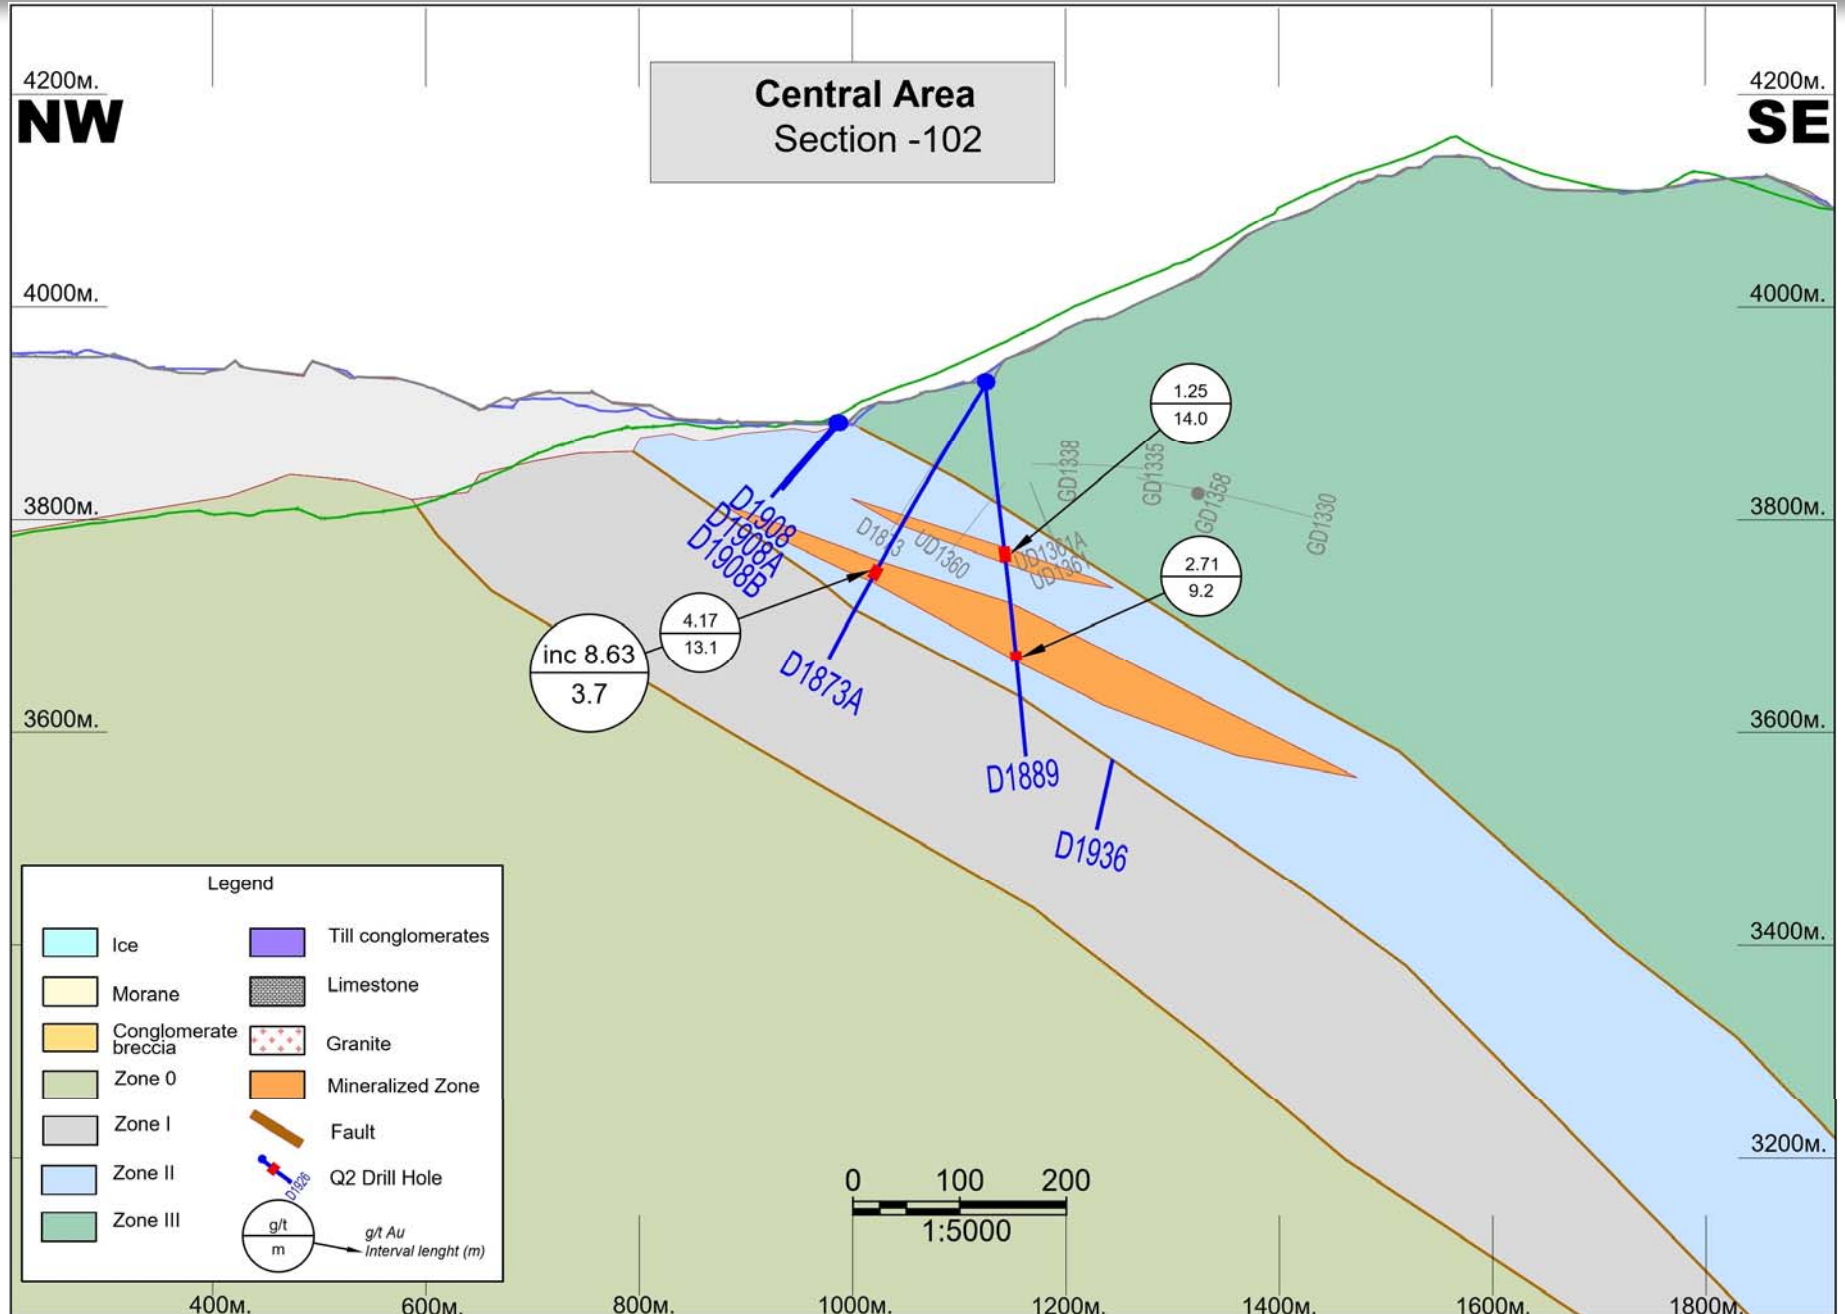 4200м.
4200м.
NW
Central Area
Section -102
SE
4000м.
4000м.
1.25
14.0
GD1338
GD1335
GD1358
GD1330
3800м.
3800м.
D1908
D1908A
D1908B
D1873
UD1360
UD1361A
UD1361
2.71
9.2
4.17
13.1
inc 8.63
3.7
D1873A
3600м.
3600м.
D1889
D1936
Legend
Ice
Morane
Conglomerate
breccia
Zone 0
Zone I
Zone II
Zone III
Till conglomerates
Limestone
Granite
Mineralized Zone
Fault
D1926
Q2 Drill Hole
g/t
m
g/t Au
Interval lenght (m)
3400м.
3200м.
0 100 200
1:5000
400м. 600м. 800м. 1000м. 1200м. 1400м. 1600м. 1800м.